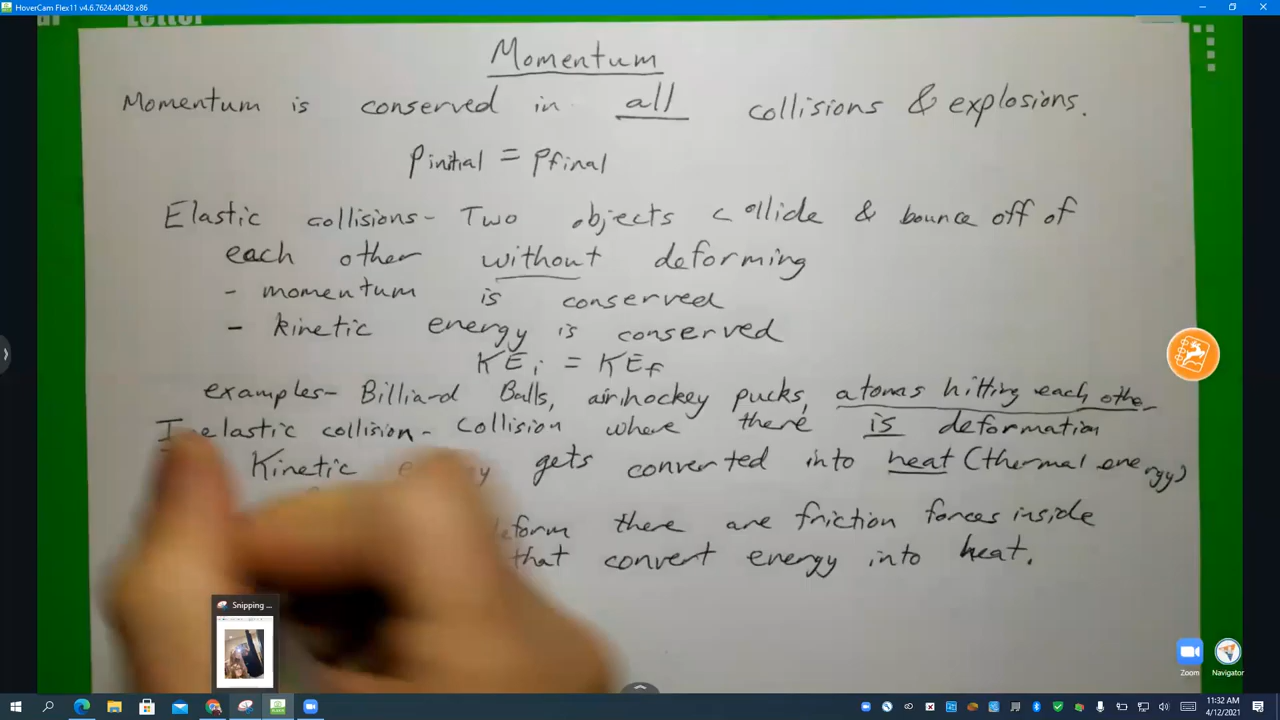 HoverCam Flex11 v4.6.7624.40428 x86
Letter
Momentum
Momentum is conserved in all collisions & explosions.
pinitial = pfinal
Elastic collisions - Two objects collide & bounce off of
each other without deforming
- momentum is conserved
- kinetic energy is conserved
KEi = KEf
examples - Billiard Balls, air hockey pucks, atomas hitting each othe
elastic collision - Collision where there is deformation
Kinetic gets converted into heat (thermal energy)
deform there are friction forces inside
that convert energy into heat.
Snipping ...
Zoom
Navigator
11:32 AM
4/12/2021